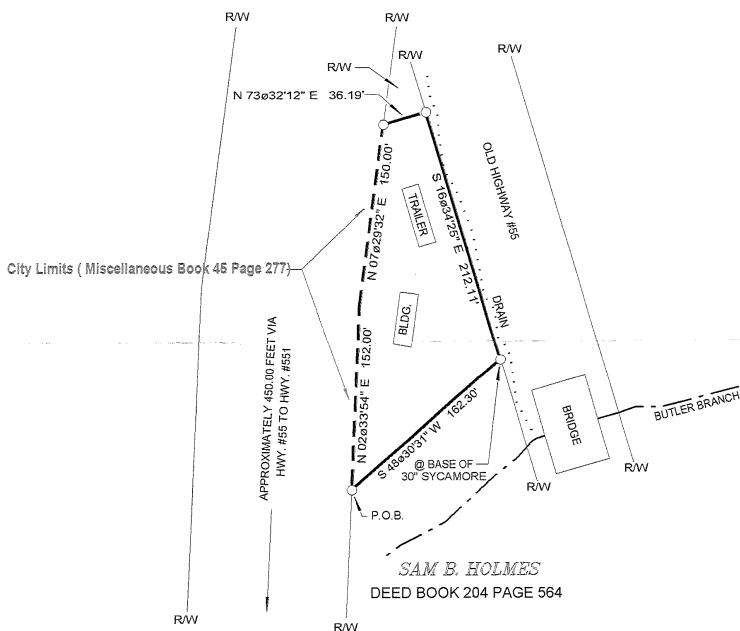 R/W
R/W
R/W
R/W
R/W
N 73ø32'12" E 36.19'
OLD HIGHWAY #55
N 07ø29'32" E 150.00'
TRAILER
S 16ø34'25" E 212.11'
City Limits ( Miscellaneous Book 45 Page 277)
BLDG.
DRAIN
N 02ø33'54" E 152.00'
APPROXIMATELY 450.00 FEET VIA
HWY. #55 TO HWY. #551
S 48ø30'31" W 162.30'
BRIDGE
BUTLER BRANCH
@ BASE OF
30" SYCAMORE
R/W
R/W
P.O.B.
SAM B. HOLMES
DEED BOOK 204 PAGE 564
R/W
R/W